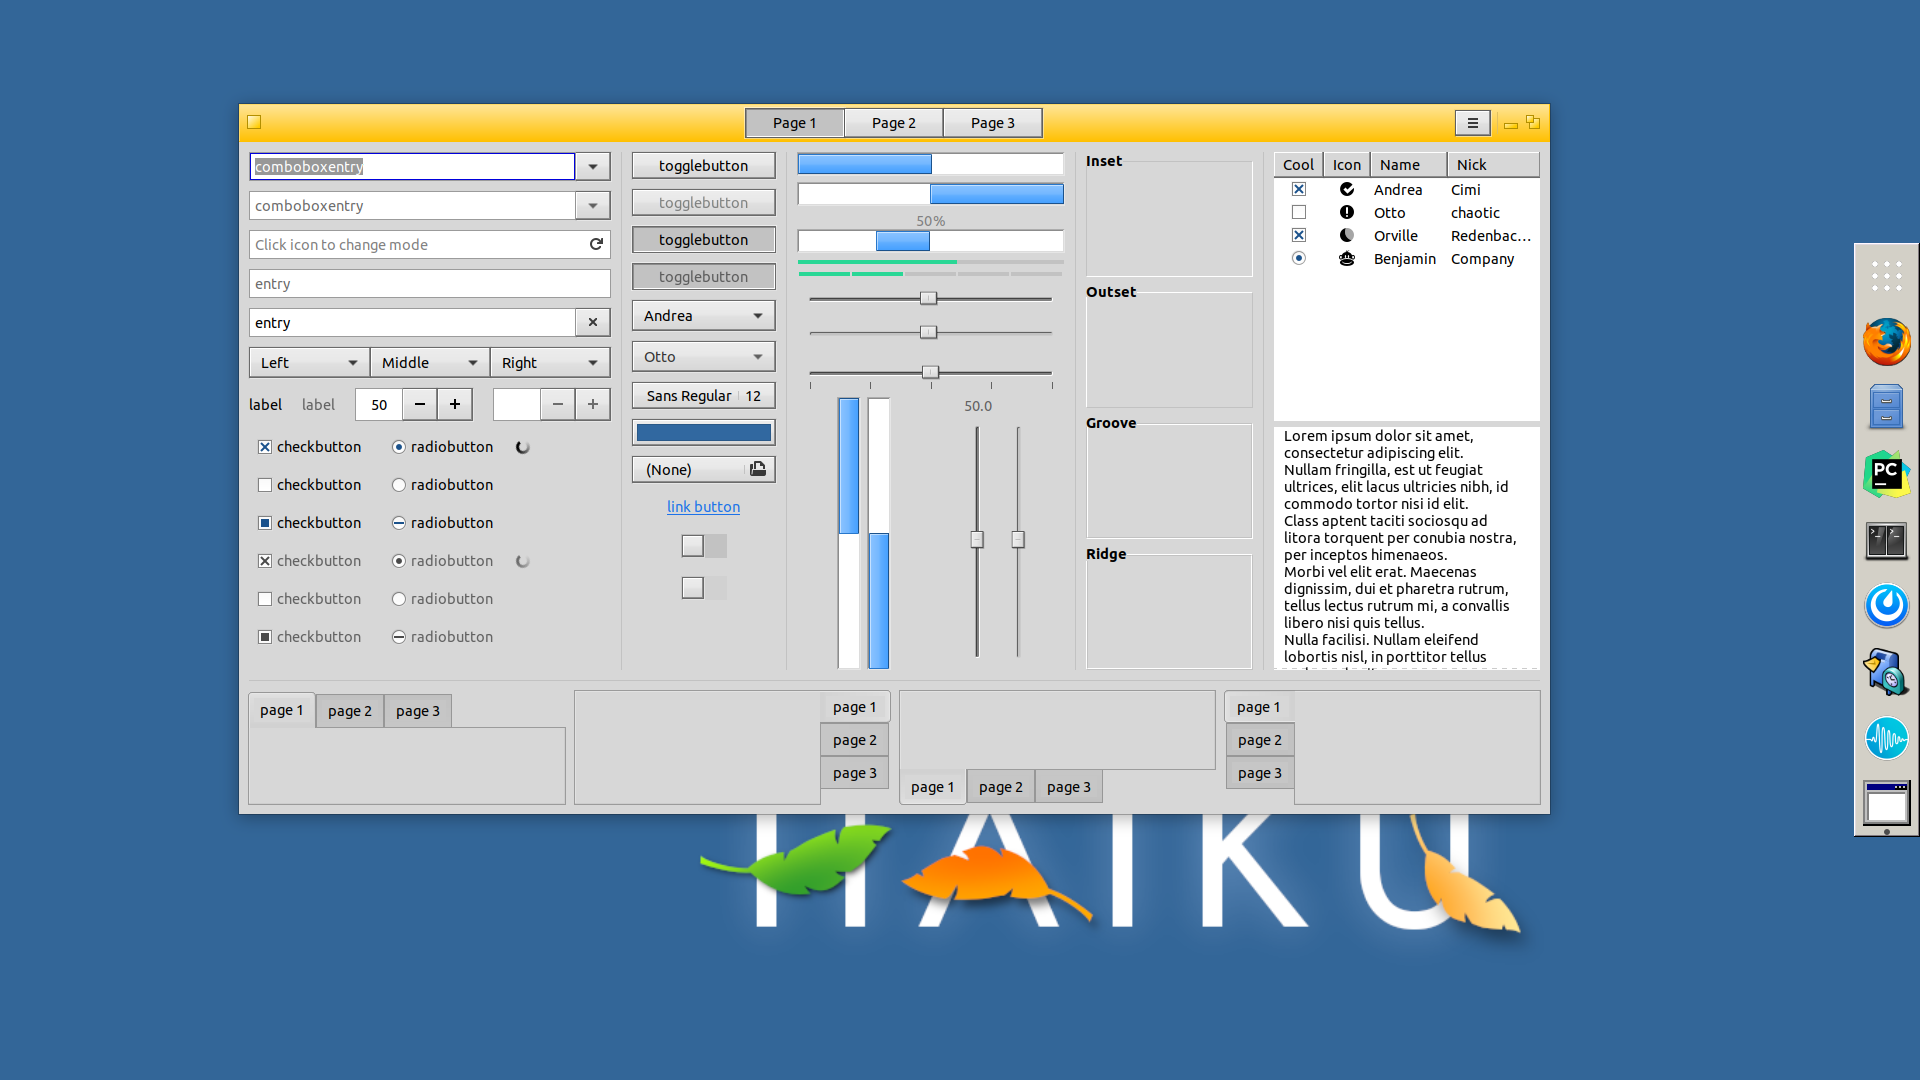 Page 1
Page 2
Page 3
comboboxentry
comboboxentry
Click icon to change mode
entry
entry
Left
Middle
Right
label
label
50
checkbutton
radiobutton
checkbutton
radiobutton
checkbutton
radiobutton
checkbutton
radiobutton
checkbutton
radiobutton
checkbutton
radiobutton
togglebutton
togglebutton
togglebutton
togglebutton
Andrea
Otto
Sans Regular 12
(None)
link button
50%
50.0
Inset
Outset
Groove
Ridge
Cool Icon Name Nick
Andrea Cimi
Otto chaotic
Orville Redenbac...
Benjamin Company
Lorem ipsum dolor sit amet,
consectetur adipiscing elit.
Nullam fringilla, est ut feugiat
ultrices, elit lacus ultricies nibh, id
commodo tortor nisi id elit.
Class aptent taciti sociosqu ad
litora torquent per conubia nostra,
per inceptos himenaeos.
Morbi vel elit erat. Maecenas
dignissim, dui et pharetra rutrum,
tellus lectus rutrum mi, a convallis
libero nisi quis tellus.
Nulla facilisi. Nullam eleifend
lobortis nisl, in porttitor tellus
page 1
page 2
page 3
page 1
page 2
page 3
page 1
page 2
page 3
page 1
page 2
page 3
HAIKU
PC